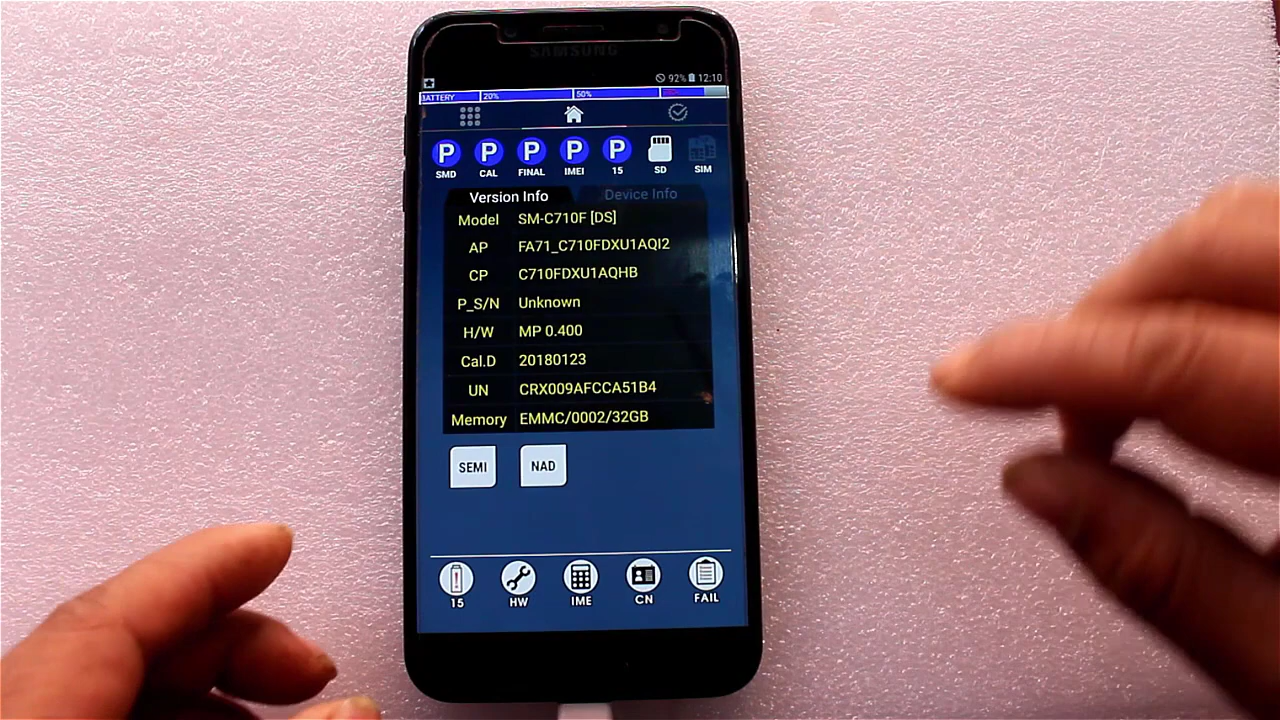 SAMSUNG
92% 12:10
BATTERY 20% 50%
P P P P P
SMD CAL FINAL IMEI 15 SD SIM
Version Info Device Info
Model SM-C710F [DS]
AP FA71_C710FDXU1AQI2
CP C710FDXU1AQHB
P_S/N Unknown
H/W MP 0.400
Cal.D 20180123
UN CRX009AFCCA51B4
Memory EMMC/0002/32GB
SEMI NAD
15 HW IME CN FAIL